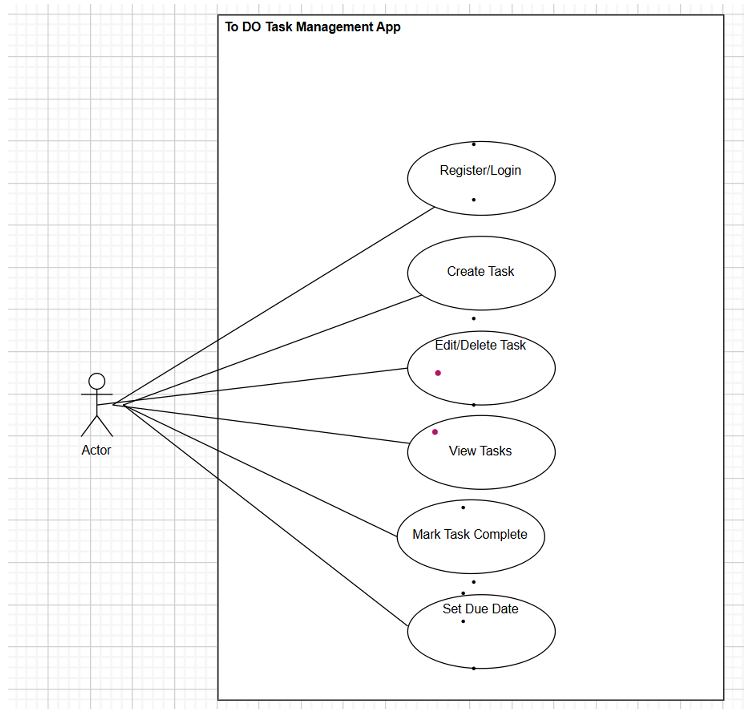 To DO Task Management App
Register/Login
Create Task
Edit/Delete Task
Actor
View Tasks
Mark Task Complete
Set Due Date